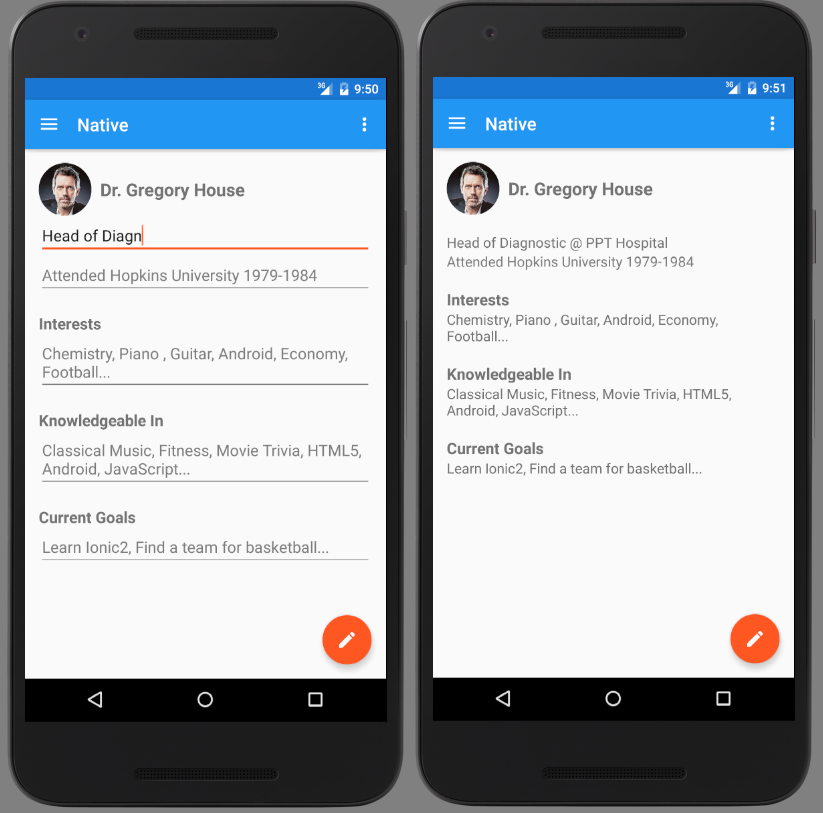 3G 9:50
Native
Dr. Gregory House
Head of Diagn
Attended Hopkins University 1979-1984
Interests
Chemistry, Piano , Guitar, Android, Economy,
Football...
Knowledgeable In
Classical Music, Fitness, Movie Trivia, HTML5,
Android, JavaScript...
Current Goals
Learn Ionic2, Find a team for basketball...
3G 9:51
Native
Dr. Gregory House
Head of Diagnostic @ PPT Hospital
Attended Hopkins University 1979-1984
Interests
Chemistry, Piano , Guitar, Android, Economy,
Football...
Knowledgeable In
Classical Music, Fitness, Movie Trivia, HTML5,
Android, JavaScript...
Current Goals
Learn Ionic2, Find a team for basketball...